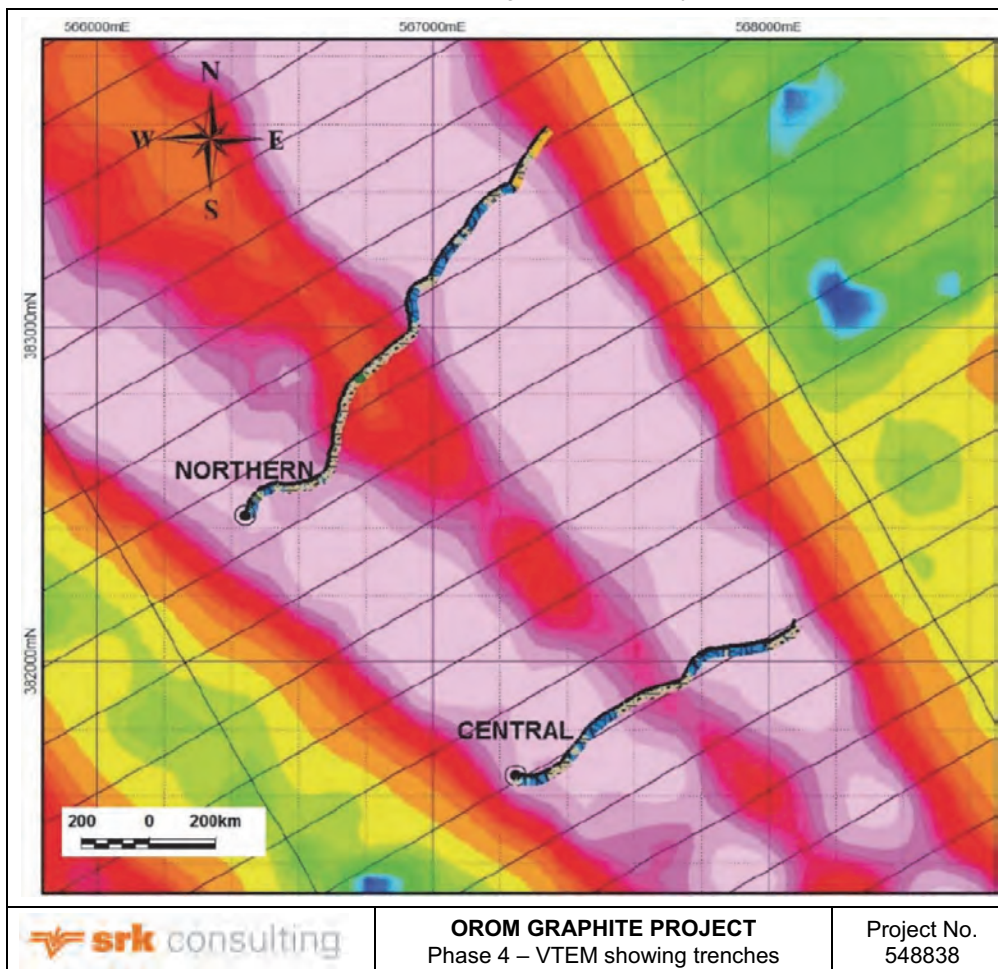 566000mE 567000mE 568000mE
N
W E
S
383000mN
NORTHERN
382000mN
CENTRAL
200 0 200km
srk consulting
OROM GRAPHITE PROJECT
Phase 4 – VTEM showing trenches
Project No.
548838